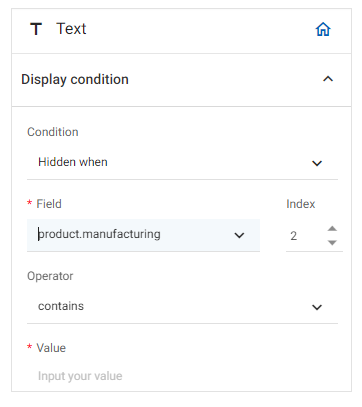 Text
Display condition
Condition
Hidden when
* Field
Index
product.manufacturing
2
Operator
contains
* Value
Input your value